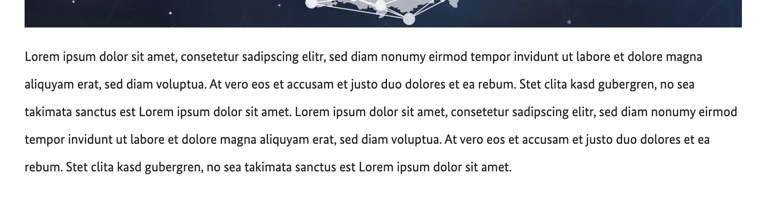 Lorem ipsum dolor sit amet, consetetur sadipscing elitr, sed diam nonumy eirmod tempor invidunt ut labore et dolore magna
aliquyam erat, sed diam voluptua. At vero eos et accusam et justo duo dolores et ea rebum. Stet clita kasd gubergren, no sea
takimata sanctus est Lorem ipsum dolor sit amet. Lorem ipsum dolor sit amet, consetetur sadipscing elitr, sed diam nonumy eirmod
tempor invidunt ut labore et dolore magna aliquyam erat, sed diam voluptua. At vero eos et accusam et justo duo dolores et ea
rebum. Stet clita kasd gubergren, no sea takimata sanctus est Lorem ipsum dolor sit amet.